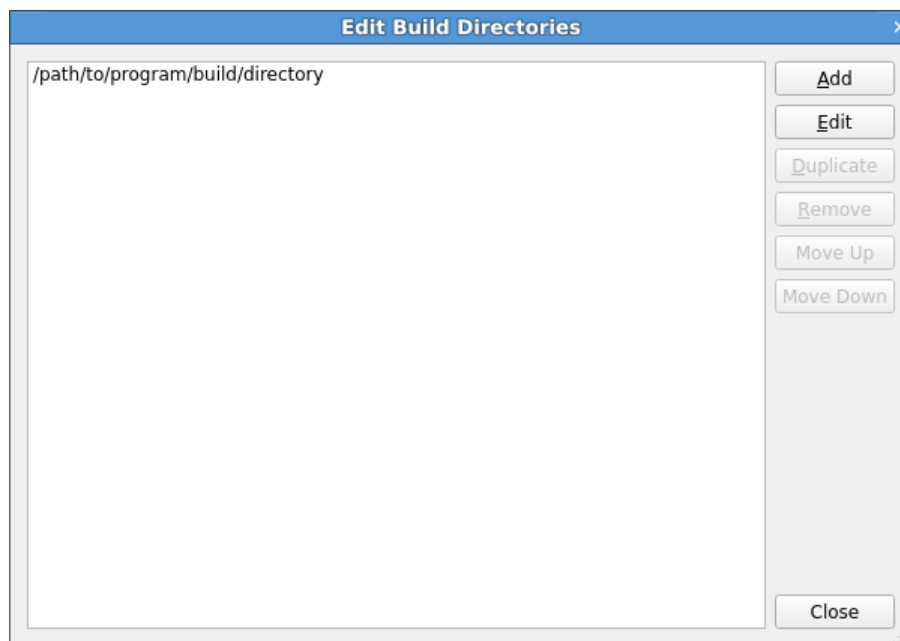 Edit Build Directories
/path/to/program/build/directory
Add
Edit
Duplicate
Remove
Move Up
Move Down
Close